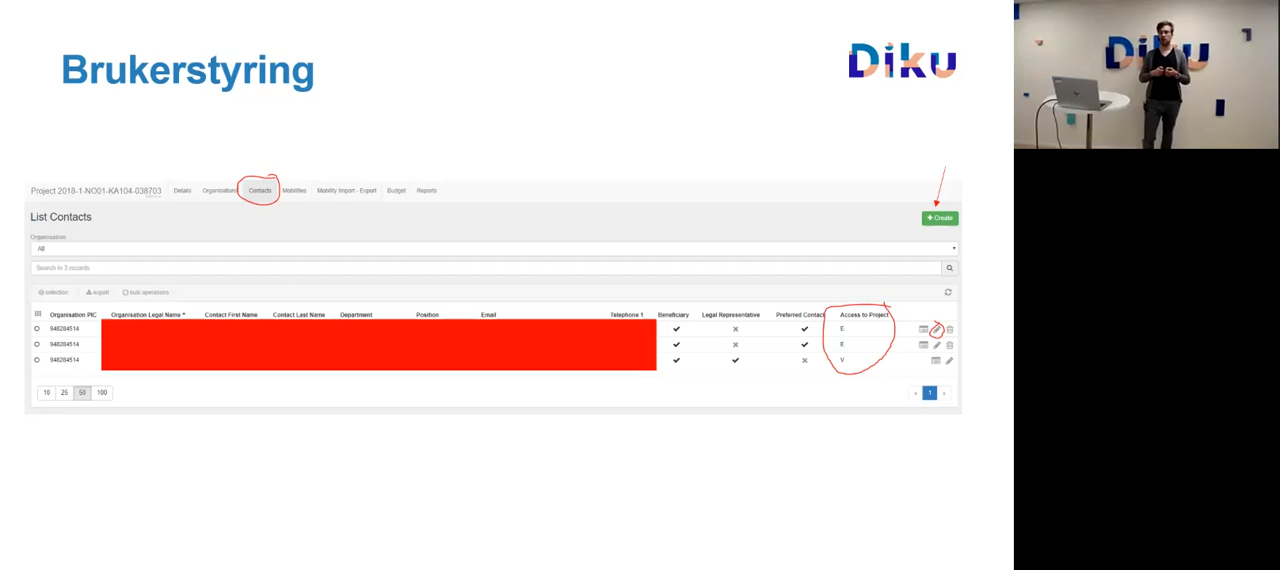 Brukerstyring
Diku
Diku
Project 2018-1-NO01-KA104-038703 Details Organisations Contacts Mobilities Mobility Import - Export Budget Reports
List Contacts
+ Create
Organisation
All
Search in 3 records
selection export bulk operations
Organisation PIC Organisation Legal Name Contact First Name Contact Last Name Department Position Email Telephone 1 Beneficiary Legal Representative Preferred Contact Access to Project
948284514 E
948284514 E
948284514 V
10 25 50 100 « 1 »